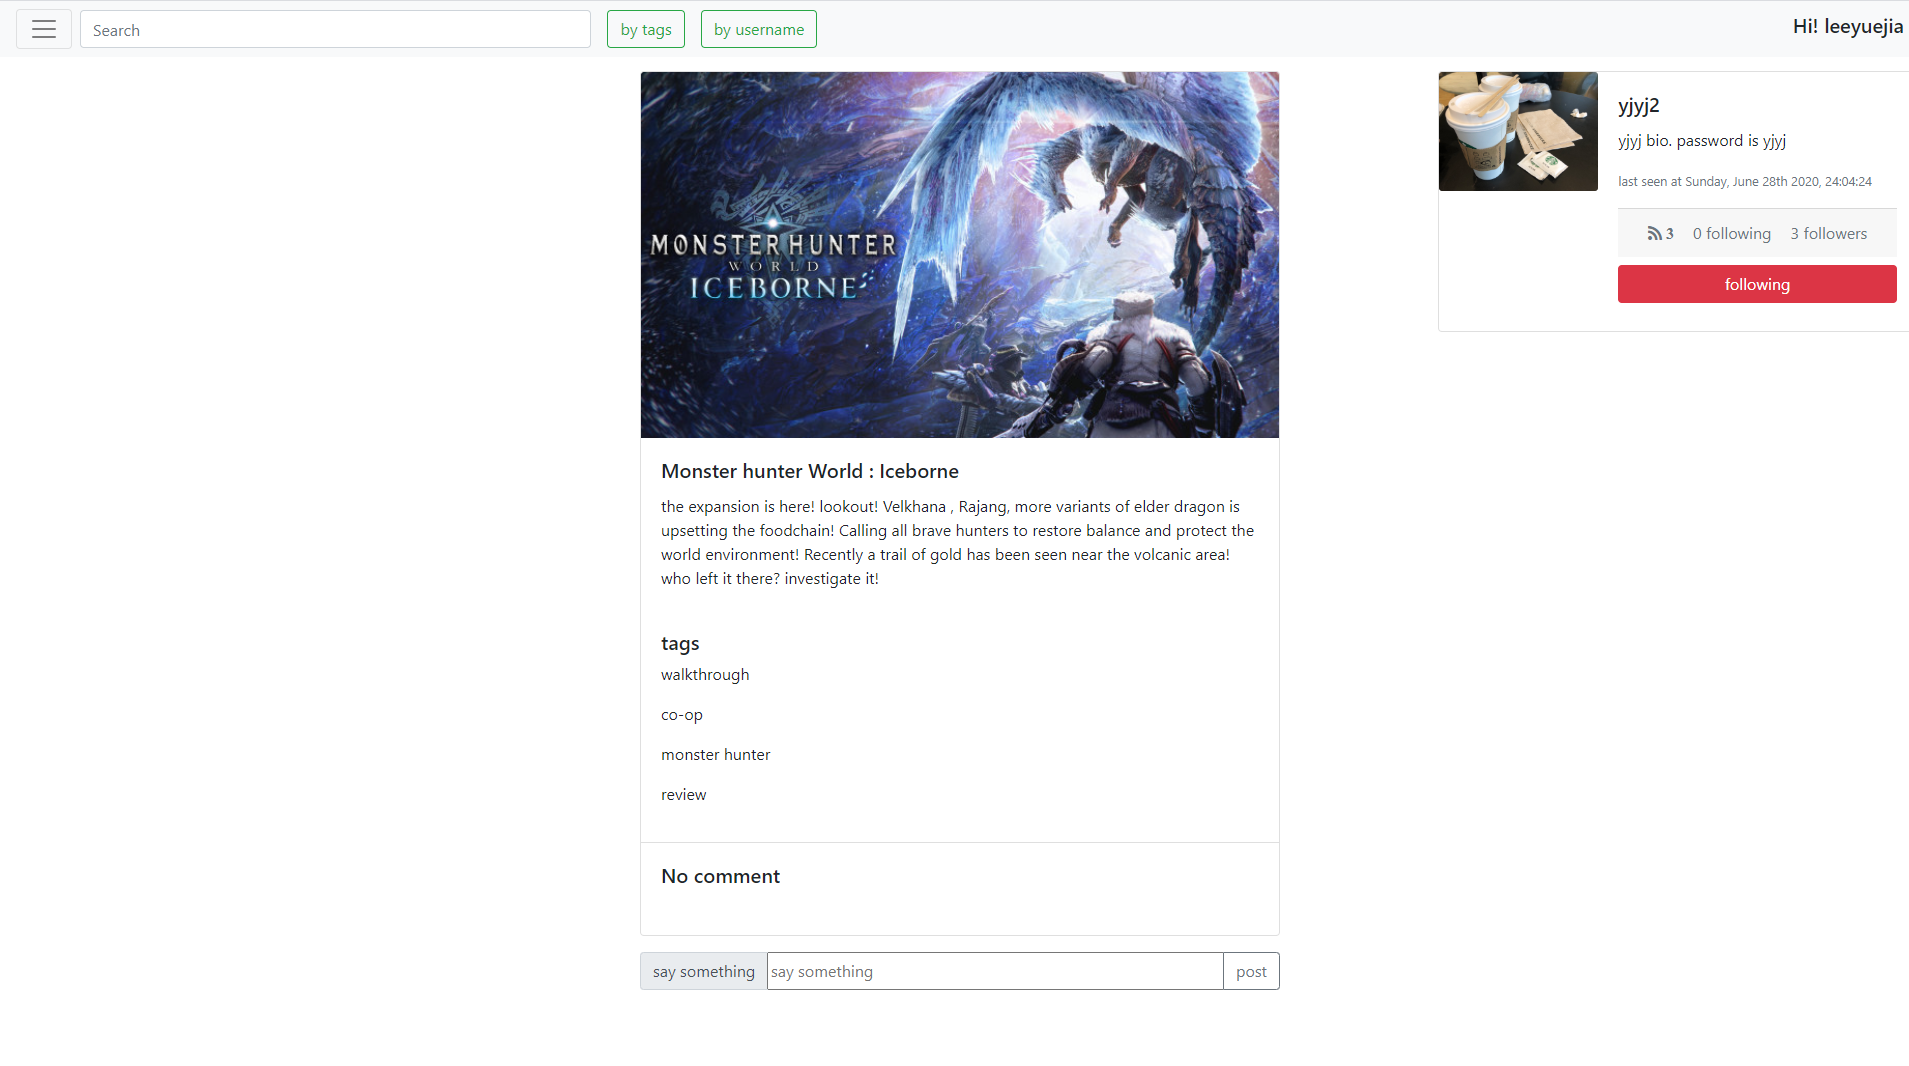 Search
by tags
by username
Hi! leeyuejia
MONSTER HUNTER
WORLD
ICEBORNE
Monster hunter World : Iceborne
the expansion is here! lookout! Velkhana , Rajang, more variants of elder dragon is
upsetting the foodchain! Calling all brave hunters to restore balance and protect the
world environment! Recently a trail of gold has been seen near the volcanic area!
who left it there? investigate it!
tags
walkthrough
co-op
monster hunter
review
No comment
say something
say something
post
yjyj2
yjyj bio. password is yjyj
last seen at Sunday, June 28th 2020, 24:04:24
3 0 following 3 followers
following